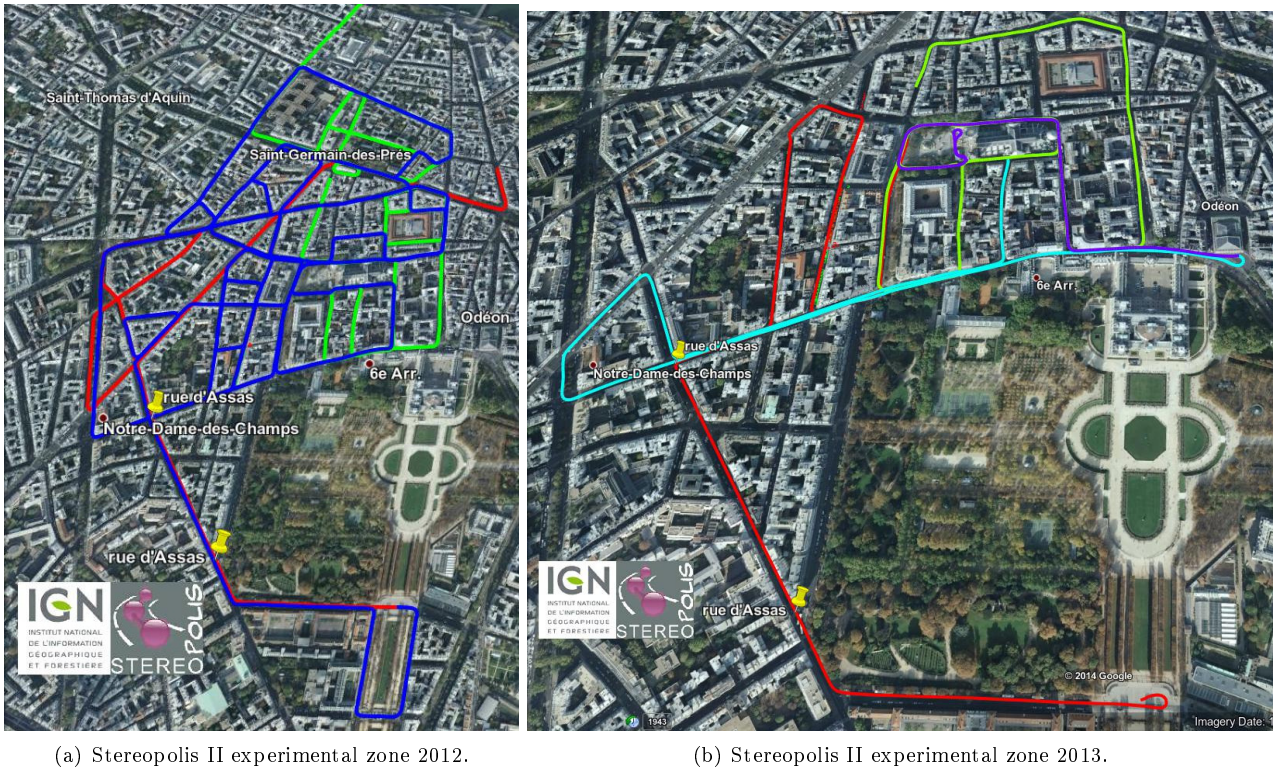 Saint-Thomas d'Aquin
Saint-Germain-des-Prés
Odéon
6e Arr.
rue d'Assas
Notre-Dame-des-Champs
rue d'Assas
IGN
INSTITUT NATIONAL
DE L'INFORMATION
GÉOGRAPHIQUE
ET FORESTIÈRE
STEREO
POLIS
(a) Stereopolis II experimental zone 2012.
Odéon
6e Arr.
rue d'Assas
Notre-Dame-des-Champs
rue d'Assas
IGN
INSTITUT NATIONAL
DE L'INFORMATION
GÉOGRAPHIQUE
ET FORESTIÈRE
STEREO
POLIS
© 2014 Google
1943
Imagery Date: 1
(b) Stereopolis II experimental zone 2013.